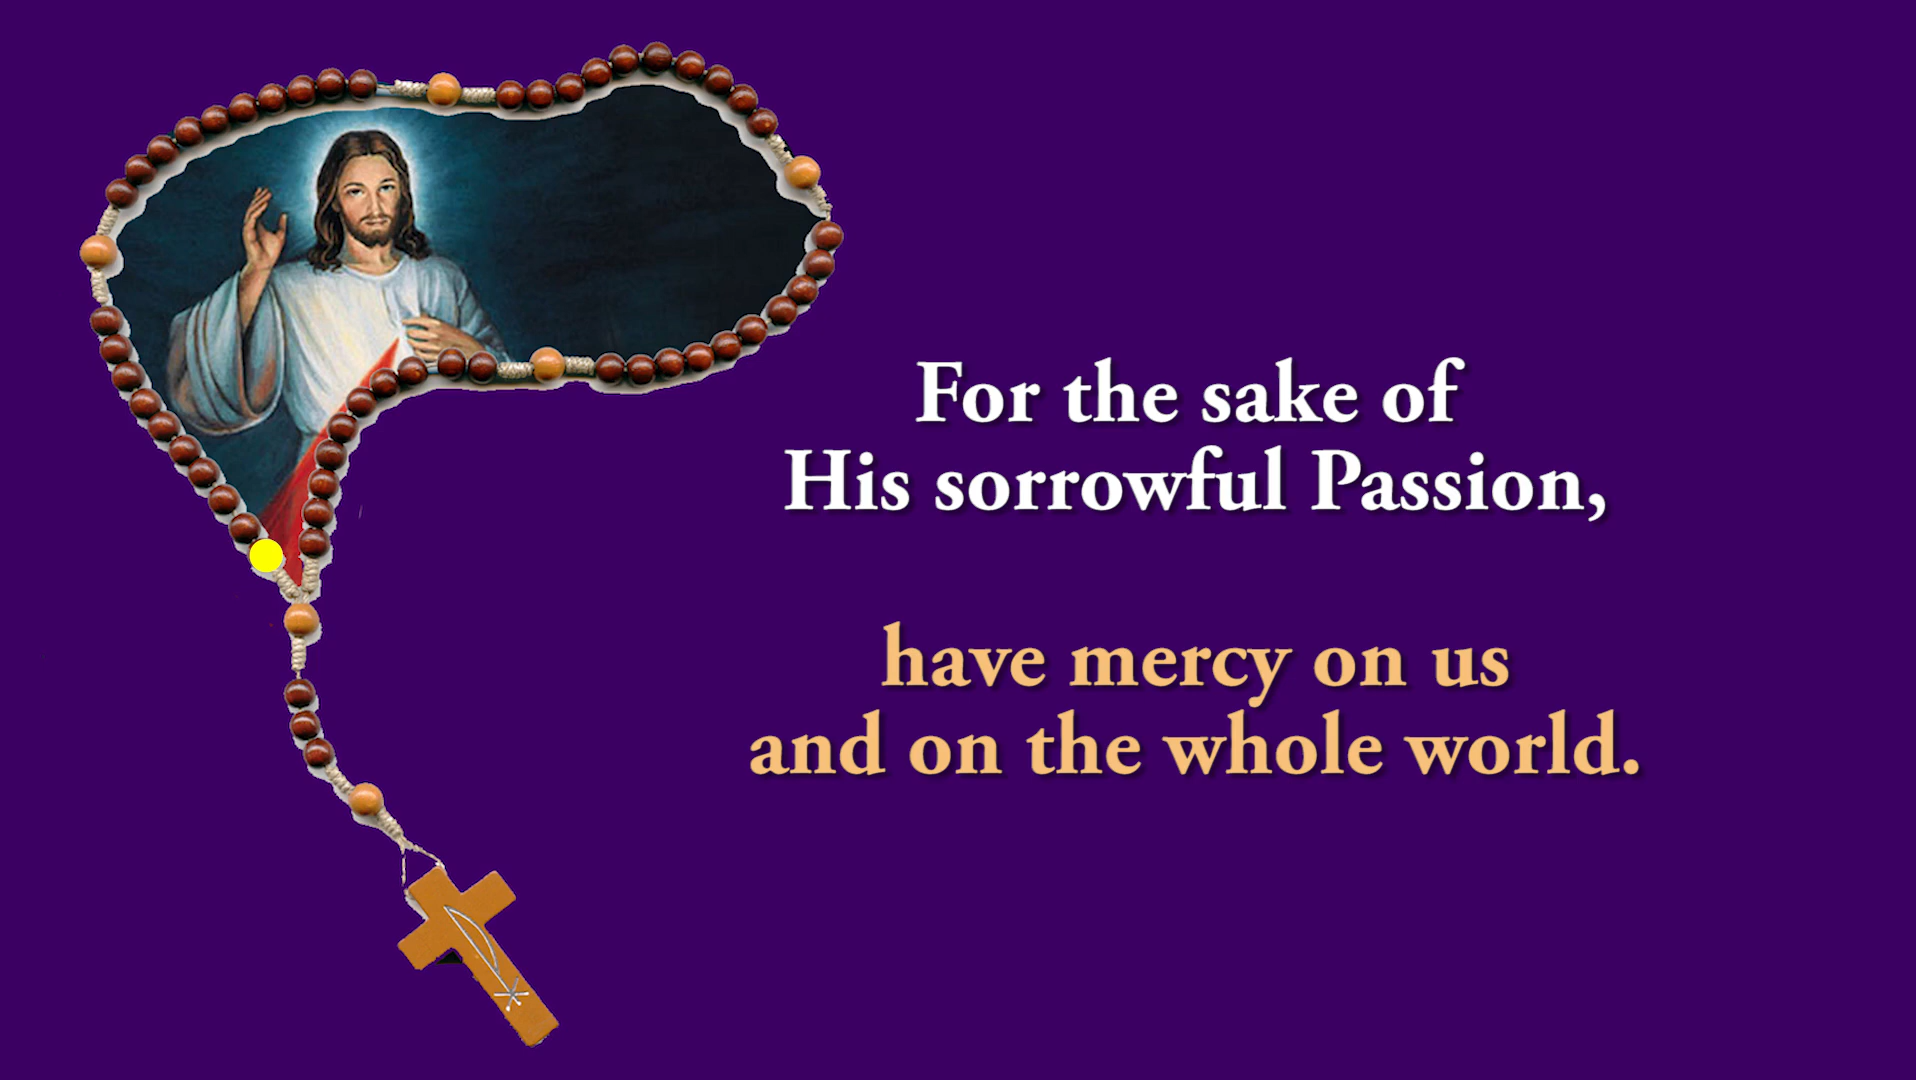 For the sake of
His sorrowful Passion,
have mercy on us
and on the whole world.